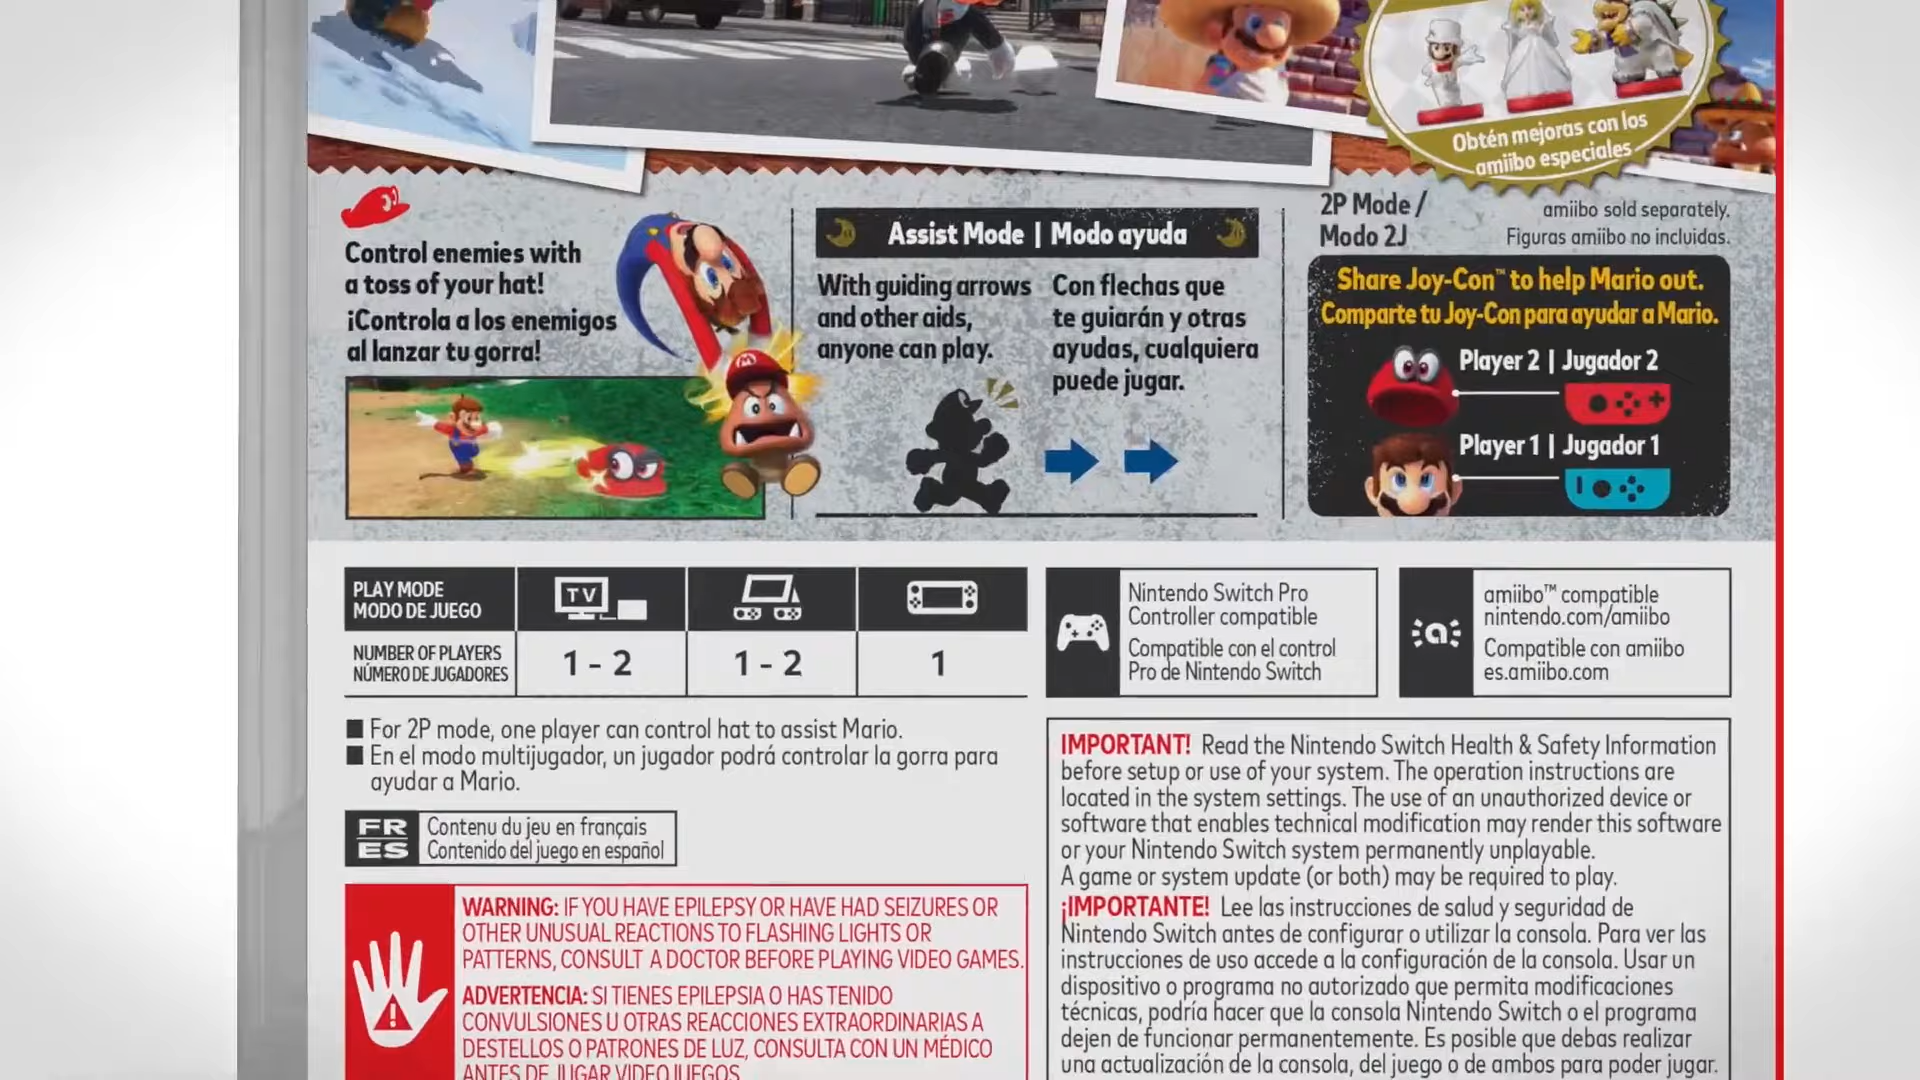 Obtén mejoras con los
amiibo especiales
Control enemies with
a toss of your hat!
¡Controla a los enemigos
al lanzar tu gorra!
Assist Mode | Modo ayuda
With guiding arrows
and other aids,
anyone can play.
Con flechas que
te guiarán y otras
ayudas, cualquiera
puede jugar.
2P Mode /
Modo 2J
amiibo sold separately.
Figuras amiibo no incluidas.
Share Joy-Con™ to help Mario out.
Comparte tu Joy-Con para ayudar a Mario.
Player 2 | Jugador 2
Player 1 | Jugador 1
PLAY MODE
MODO DE JUEGO
TV
NUMBER OF PLAYERS
NÚMERO DE JUGADORES
1 - 2
1 - 2
1
Nintendo Switch Pro
Controller compatible
Compatible con el control
Pro de Nintendo Switch
amiibo™ compatible
nintendo.com/amiibo
Compatible con amiibo
es.amiibo.com
■ For 2P mode, one player can control hat to assist Mario.
■ En el modo multijugador, un jugador podrá controlar la gorra para
ayudar a Mario.
FR
ES
Contenu du jeu en français
Contenido del juego en español
WARNING: IF YOU HAVE EPILEPSY OR HAVE HAD SEIZURES OR
OTHER UNUSUAL REACTIONS TO FLASHING LIGHTS OR
PATTERNS, CONSULT A DOCTOR BEFORE PLAYING VIDEO GAMES.
ADVERTENCIA: SI TIENES EPILEPSIA O HAS TENIDO
CONVULSIONES U OTRAS REACCIONES EXTRAORDINARIAS A
DESTELLOS O PATRONES DE LUZ, CONSULTA CON UN MÉDICO
ANTES DE JUGAR VIDEOJUEGOS.
IMPORTANT! Read the Nintendo Switch Health & Safety Information
before setup or use of your system. The operation instructions are
located in the system settings. The use of an unauthorized device or
software that enables technical modification may render this software
or your Nintendo Switch system permanently unplayable.
A game or system update (or both) may be required to play.
¡IMPORTANTE! Lee las instrucciones de salud y seguridad de
Nintendo Switch antes de configurar o utilizar la consola. Para ver las
instrucciones de uso accede a la configuración de la consola. Usar un
dispositivo o programa no autorizado que permita modificaciones
técnicas, podría hacer que la consola Nintendo Switch o el programa
dejen de funcionar permanentemente. Es posible que debas realizar
una actualización de la consola, del juego o de ambos para poder jugar.